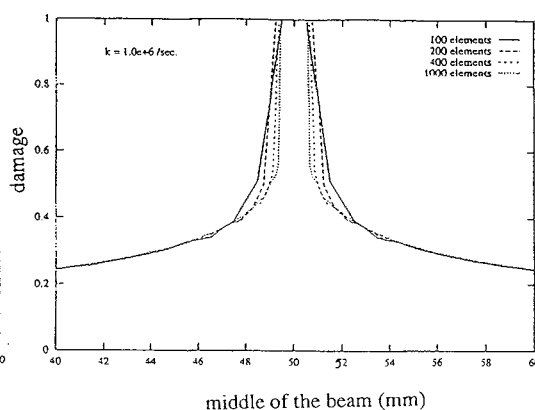 1
k = 1.0e+6 /sec.
100 elements
200 elements
400 elements
1000 elements
0.8
0.6
damage
0.4
0.2
0
40 42 44 46 48 50 52 54 56 58 60
middle of the beam (mm)